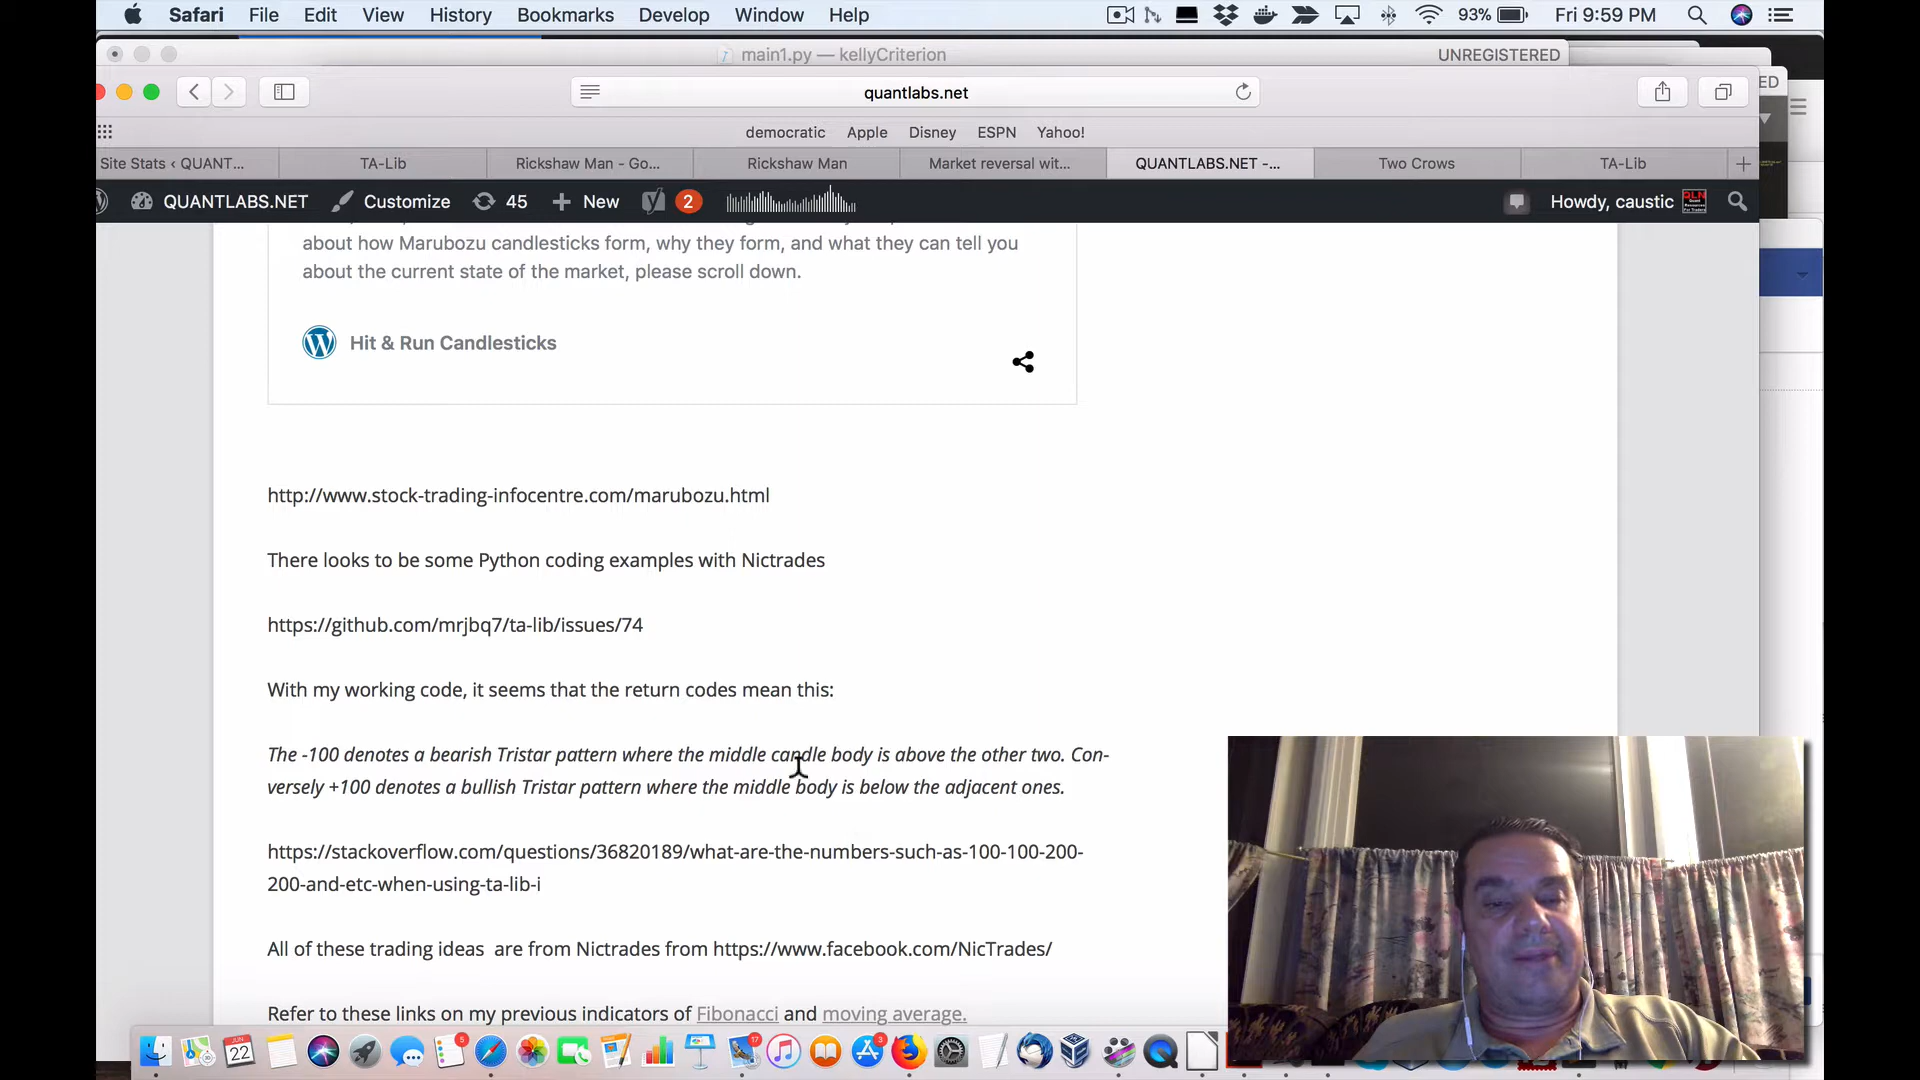 Safari File Edit View History Bookmarks Develop Window Help 93% Fri 9:59 PM
main1.py — kellyCriterion UNREGISTERED
ED
quantlabs.net
democratic Apple Disney ESPN Yahoo!
Site Stats ‹ QUANT... TA-Lib Rickshaw Man - Go... Rickshaw Man Market reversal wit... QUANTLABS.NET -... Two Crows TA-Lib
QUANTLABS.NET Customize 45 New 2 Howdy, caustic
about how Marubozu candlesticks form, why they form, and what they can tell you
about the current state of the market, please scroll down.
Hit & Run Candlesticks
http://www.stock-trading-infocentre.com/marubozu.html
There looks to be some Python coding examples with Nictrades
https://github.com/mrjbq7/ta-lib/issues/74
With my working code, it seems that the return codes mean this:
The -100 denotes a bearish Tristar pattern where the middle candle body is above the other two. Con-
versely +100 denotes a bullish Tristar pattern where the middle body is below the adjacent ones.
https://stackoverflow.com/questions/36820189/what-are-the-numbers-such-as-100-100-200-
200-and-etc-when-using-ta-lib-i
All of these trading ideas are from Nictrades from https://www.facebook.com/NicTrades/
Refer to these links on my previous indicators of Fibonacci and moving average.
JUN
22
5
17
3